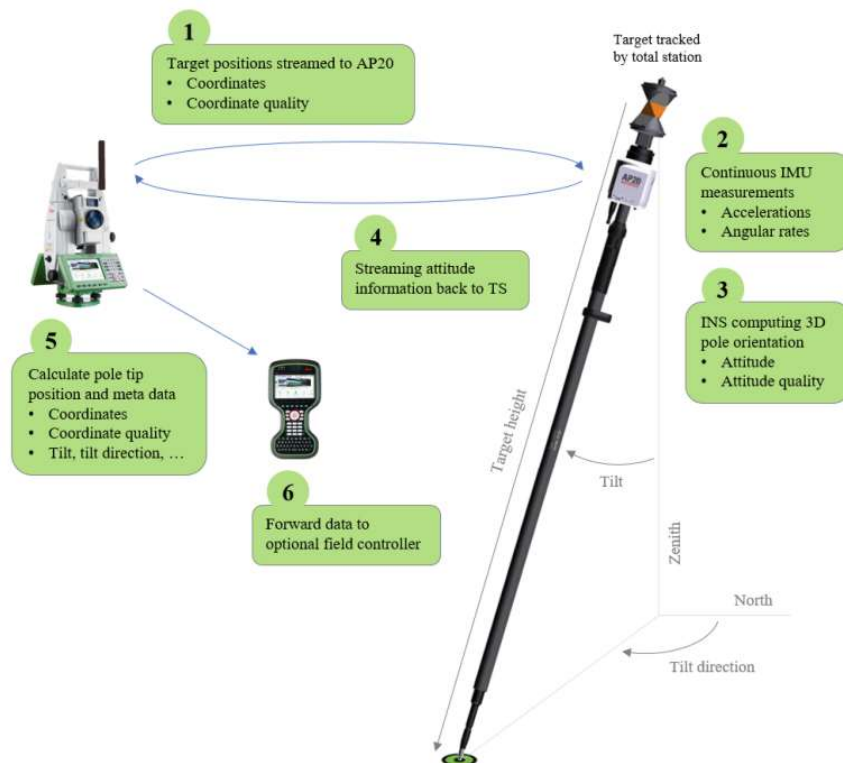 1
Target positions streamed to AP20
• Coordinates
• Coordinate quality
Target tracked
by total station
2
Continuous IMU
measurements
• Accelerations
• Angular rates
AP20
4
Streaming attitude
information back to TS
3
INS computing 3D
pole orientation
• Attitude
• Attitude quality
5
Calculate pole tip
position and meta data
• Coordinates
• Coordinate quality
• Tilt, tilt direction, …
6
Forward data to
optional field controller
Target height
Tilt
Zenith
North
Tilt direction